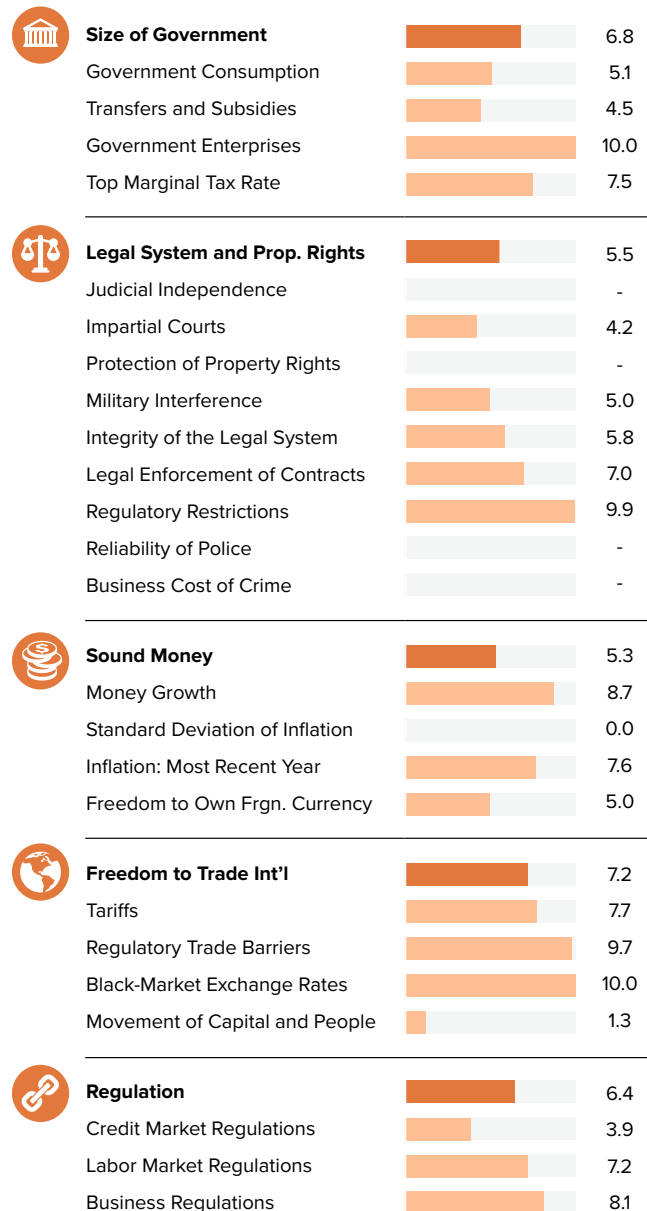 Size of Government 6.8
Government Consumption 5.1
Transfers and Subsidies 4.5
Government Enterprises 10.0
Top Marginal Tax Rate 7.5
Legal System and Prop. Rights 5.5
Judicial Independence -
Impartial Courts 4.2
Protection of Property Rights -
Military Interference 5.0
Integrity of the Legal System 5.8
Legal Enforcement of Contracts 7.0
Regulatory Restrictions 9.9
Reliability of Police -
Business Cost of Crime -
$
Sound Money 5.3
Money Growth 8.7
Standard Deviation of Inflation 0.0
Inflation: Most Recent Year 7.6
Freedom to Own Frgn. Currency 5.0
Freedom to Trade Int’l 7.2
Tariffs 7.7
Regulatory Trade Barriers 9.7
Black-Market Exchange Rates 10.0
Movement of Capital and People 1.3
Regulation 6.4
Credit Market Regulations 3.9
Labor Market Regulations 7.2
Business Regulations 8.1